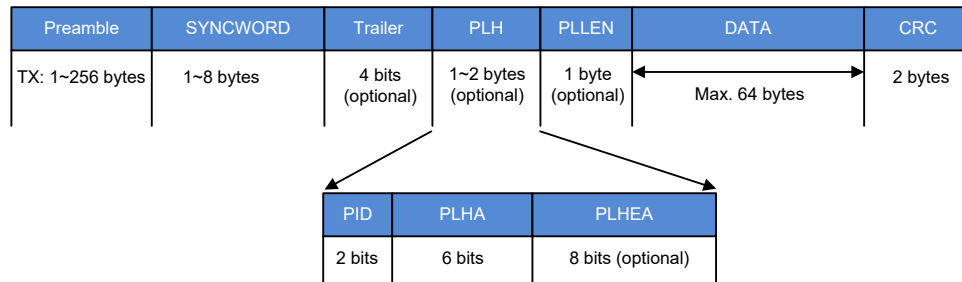 Preamble SYNCWORD Trailer PLH PLLEN DATA CRC
TX: 1~256 bytes 1~8 bytes 4 bits 1~2 bytes 1 byte 2 bytes
(optional) (optional) (optional) Max. 64 bytes
PID PLHA PLHEA
2 bits 6 bits 8 bits (optional)